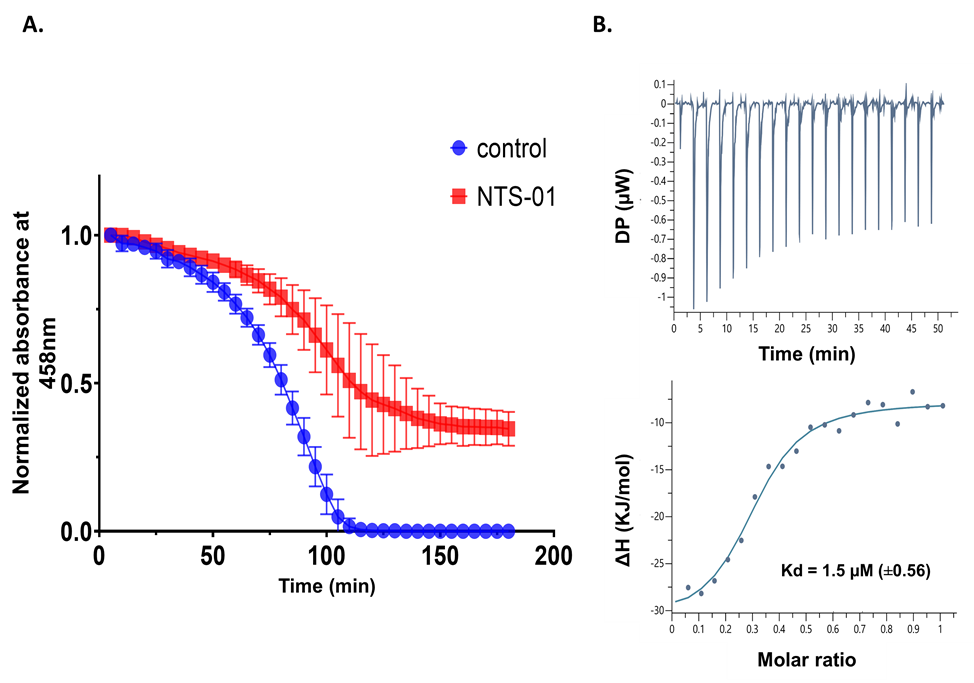 A.
control
NTS-01
Normalized absorbance at
458nm
1.0
0.5
0.0
0 50 100 150 200
Time (min)
B.
DP (µW)
0.1
0
-0.1
-0.2
-0.3
-0.4
-0.5
-0.6
-0.7
-0.8
-0.9
-1
0 5 10 15 20 25 30 35 40 45 50
Time (min)
ΔH (KJ/mol)
-10
-15
-20
-25
-30
Kd = 1.5 µM (±0.56)
0 0.1 0.2 0.3 0.4 0.5 0.6 0.7 0.8 0.9 1
Molar ratio